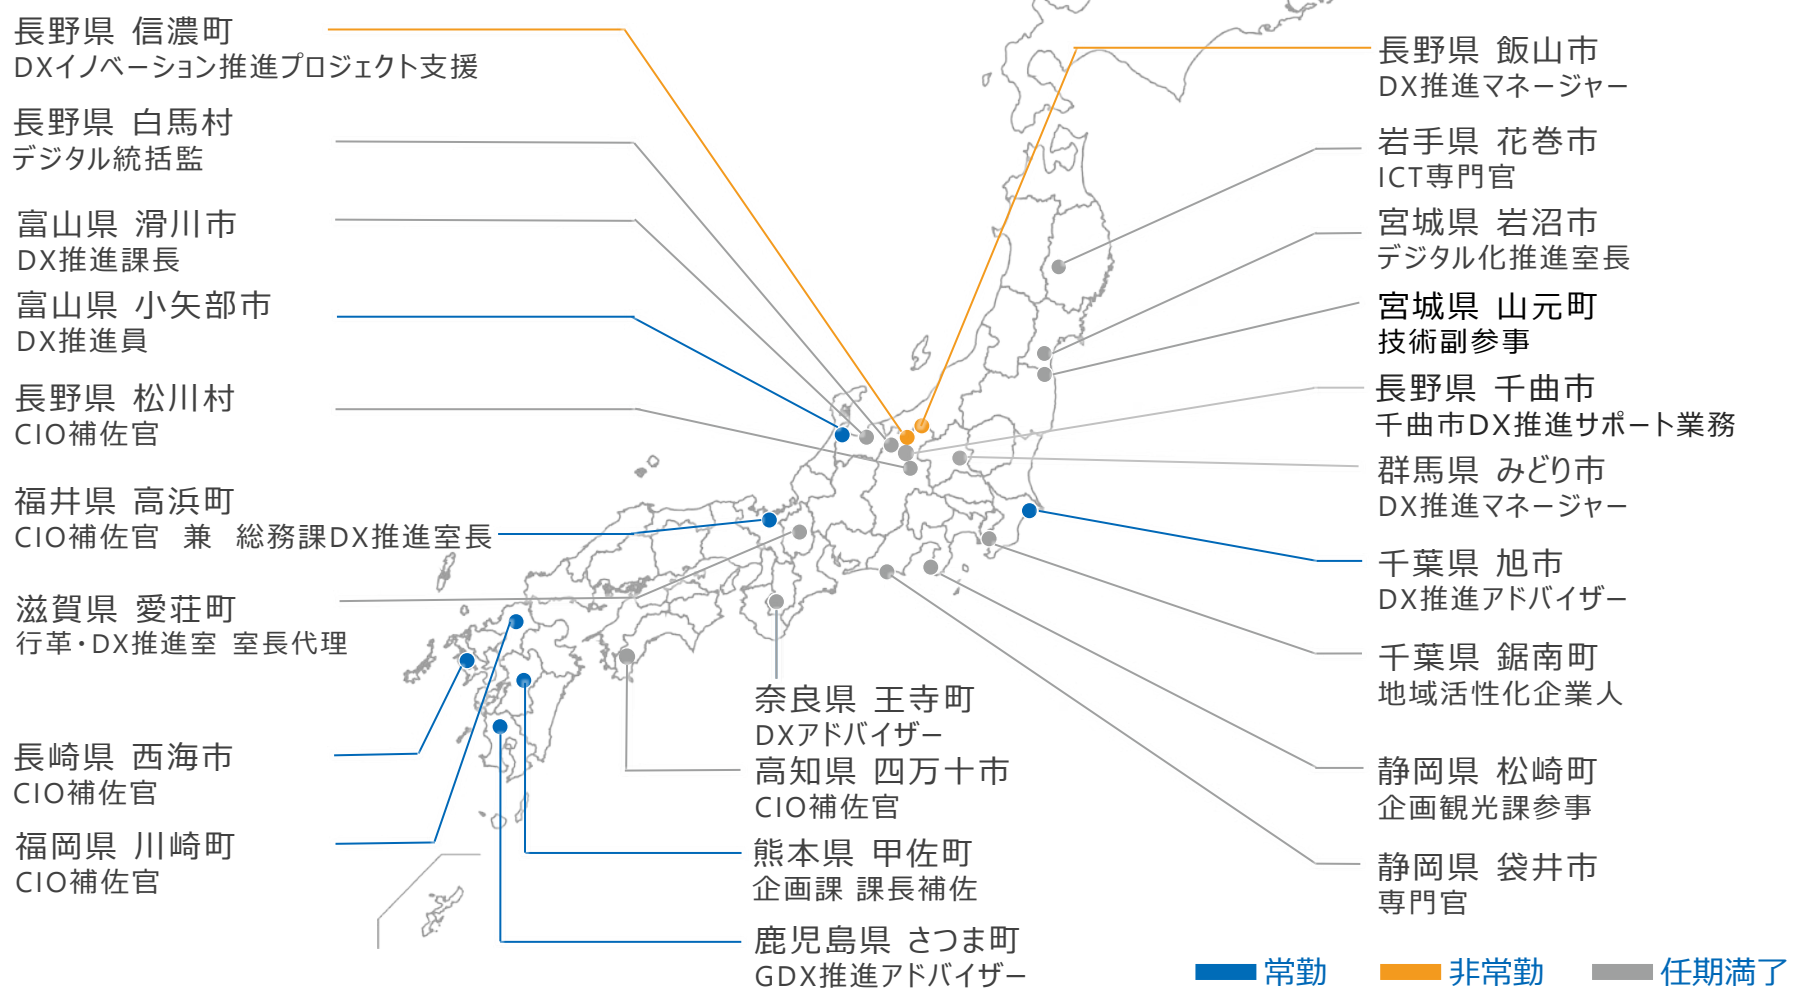 長野県 信濃町
DXイノベーション推進プロジェクト支援
長野県 白馬村
デジタル統括監
富山県 滑川市
DX推進課長
富山県 小矢部市
DX推進員
長野県 松川村
CIO補佐官
福井県 高浜町
CIO補佐官 兼 総務課DX推進室長
滋賀県 愛荘町
行革・DX推進室 室長代理
長崎県 西海市
CIO補佐官
福岡県 川崎町
CIO補佐官
奈良県 王寺町
DXアドバイザー
高知県 四万十市
CIO補佐官
熊本県 甲佐町
企画課 課長補佐
鹿児島県 さつま町
GDX推進アドバイザー
長野県 飯山市
DX推進マネージャー
岩手県 花巻市
ICT専門官
宮城県 岩沼市
デジタル化推進室長
宮城県 山元町
技術副参事
長野県 千曲市
千曲市DX推進サポート業務
群馬県 みどり市
DX推進マネージャー
千葉県 旭市
DX推進アドバイザー
千葉県 鋸南町
地域活性化企業人
静岡県 松崎町
企画観光課参事
静岡県 袋井市
専門官
常勤 非常勤 任期満了